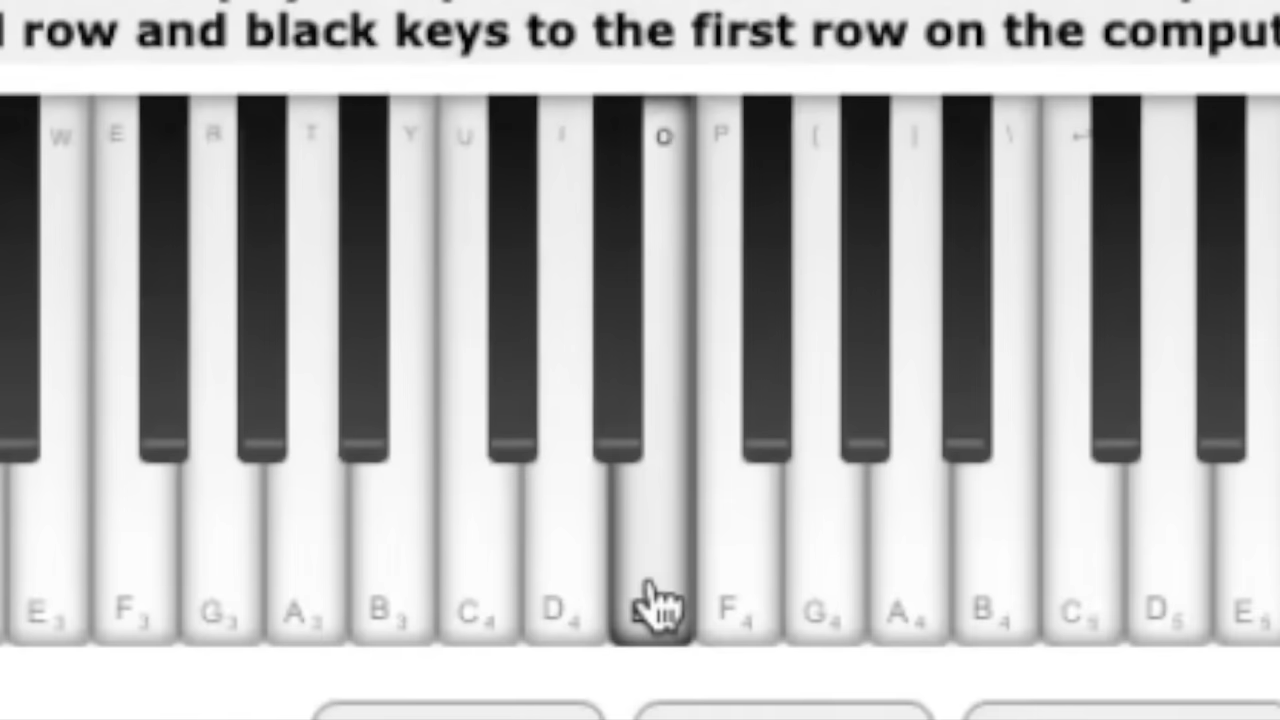 row and black keys to the first row on the comput
W E R T Y U I O P [ ] \ ←
E3 F3 G3 A3 B3 C4 D4 F4 G4 A4 B4 C5 D5 E5